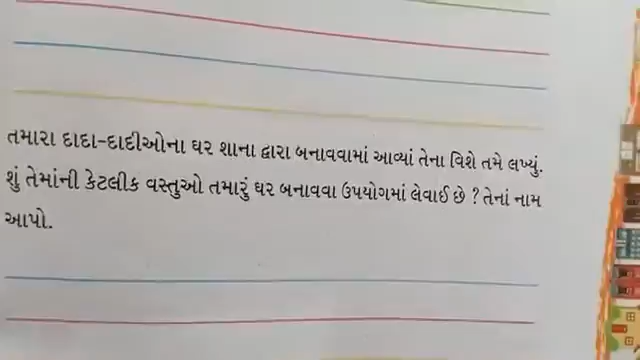 તમારા દાદા-દાદીઓના ઘર શાના દ્વારા બનાવવામાં આવ્યાં તેના વિશે તમે લખ્યું.
શું તેમાંની કેટલીક વસ્તુઓ તમારું ઘર બનાવવા ઉપયોગમાં લેવાઈ છે ? તેનાં નામ
આપો.